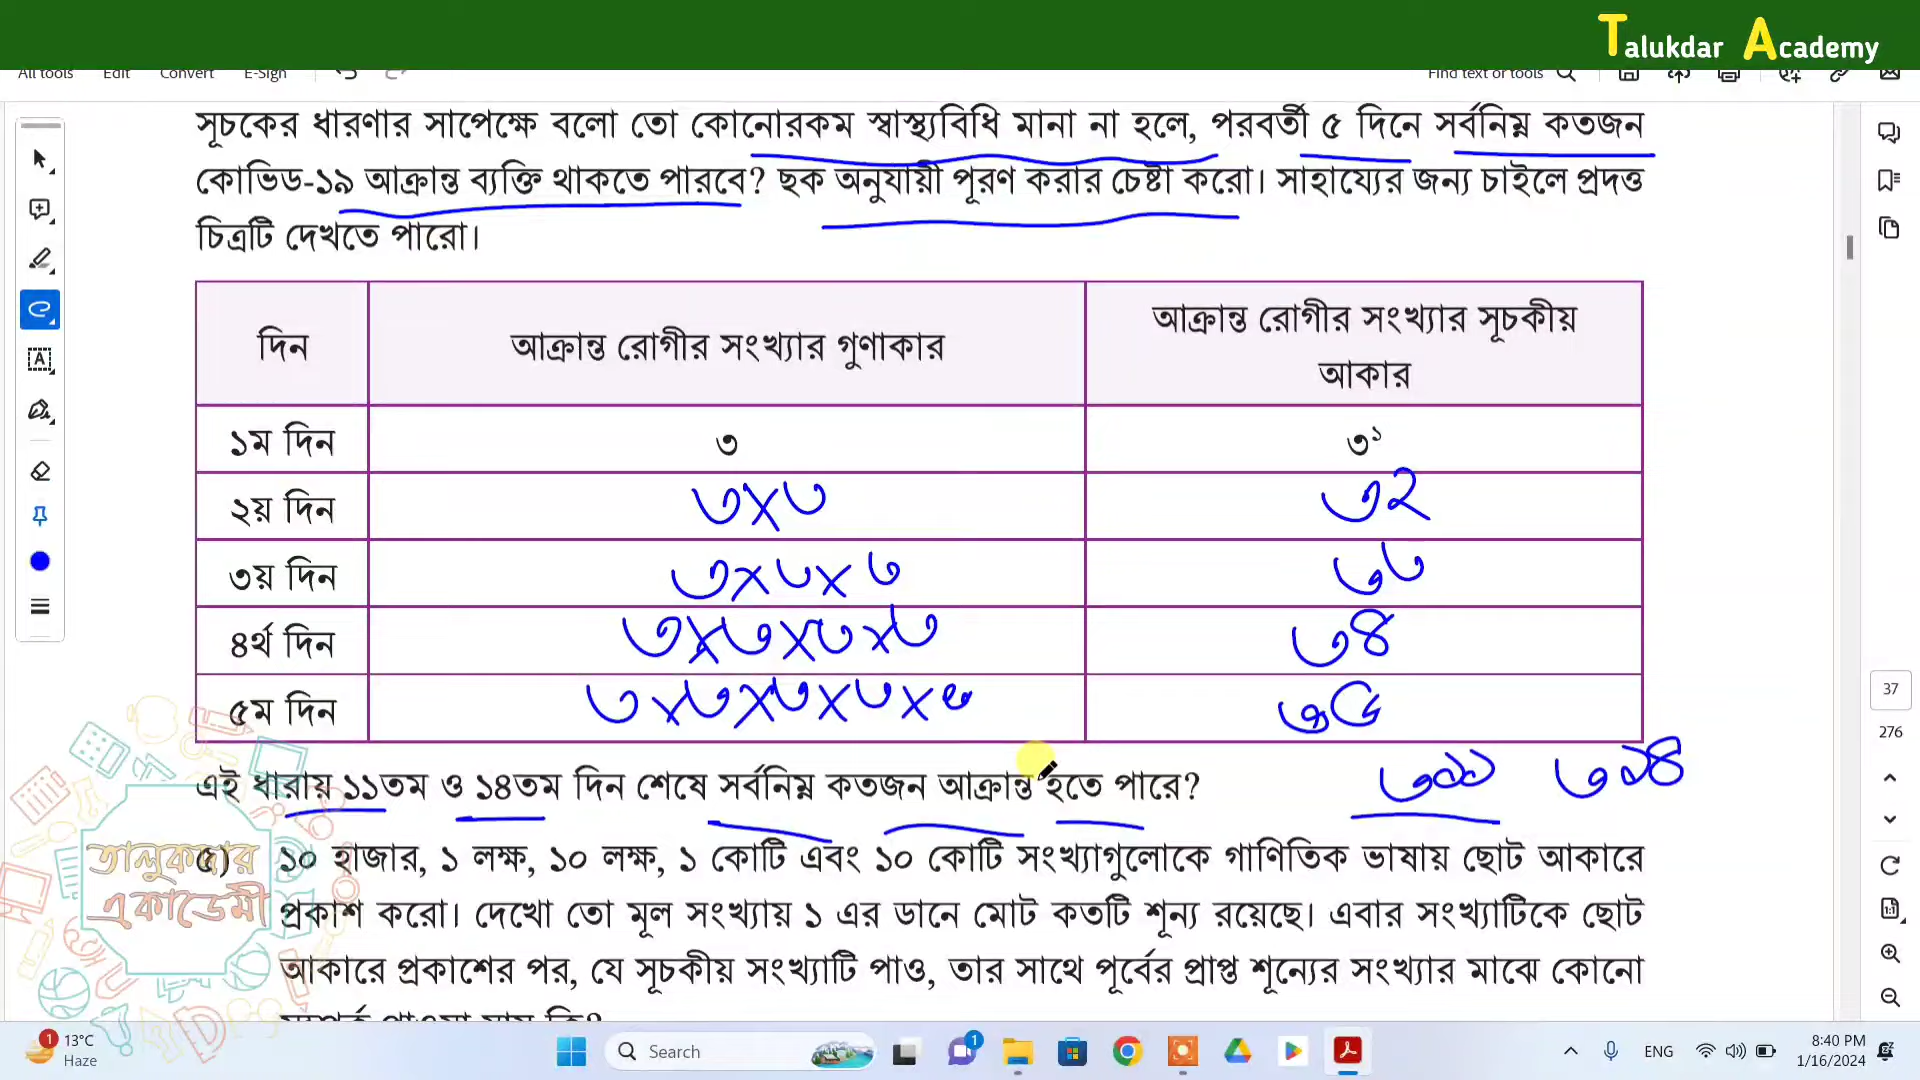 Talukdar Academy
All tools Edit Convert E-Sign Find text or tools
সূচকের ধারণার সাপেক্ষে বলো তো কোনোরকম স্বাস্থ্যবিধি মানা না হলে, পরবর্তী ৫ দিনে সর্বনিম্ন কতজন
কোভিড-১৯ আক্রান্ত ব্যক্তি থাকতে পারবে? ছক অনুযায়ী পূরণ করার চেষ্টা করো। সাহায্যের জন্য চাইলে প্রদত্ত
চিত্রটি দেখতে পারো।
দিন আক্রান্ত রোগীর সংখ্যার গুণাকার আক্রান্ত রোগীর সংখ্যার সূচকীয়
আকার
১ম দিন ৩ ৩¹
২য় দিন ৩×৩ ৩২
৩য় দিন ৩×৩×৩ ৩৩
৪র্থ দিন ৩×৩×৩×৩ ৩৪
৫ম দিন ৩×৩×৩×৩×৩ ৩৫
37
276
৩১১ ৩১৪
এই ধারায় ১১তম ও ১৪তম দিন শেষে সর্বনিম্ন কতজন আক্রান্ত হতে পারে?
৫) ১০ হাজার, ১ লক্ষ, ১০ লক্ষ, ১ কোটি এবং ১০ কোটি সংখ্যাগুলোকে গাণিতিক ভাষায় ছোট আকারে
প্রকাশ করো। দেখো তো মূল সংখ্যায় ১ এর ডানে মোট কতটি শূন্য রয়েছে। এবার সংখ্যাটিকে ছোট
আকারে প্রকাশের পর, যে সূচকীয় সংখ্যাটি পাও, তার সাথে পূর্বের প্রাপ্ত শূন্যের সংখ্যার মাঝে কোনো
তালুকদার
একাডেমী
1 13°C
Haze
Search
1
ENG
8:40 PM
1/16/2024